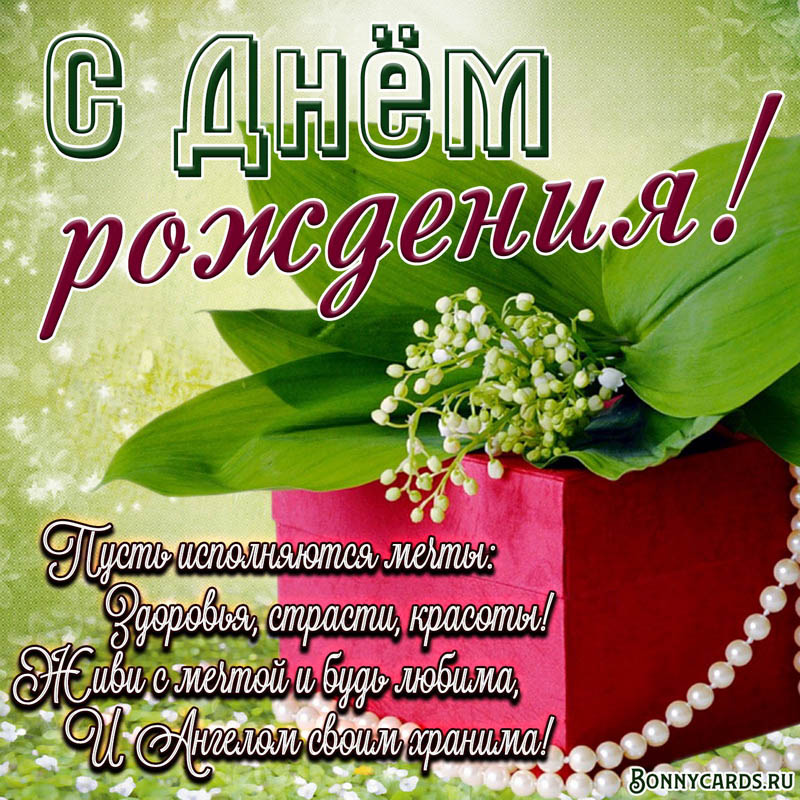 С Днём
рождения!
Пусть исполняются мечты:
Здоровья, страсти, красоты!
Живи с мечтой и будь любима,
И Ангелом своим хранима!
Bonnycards.ru